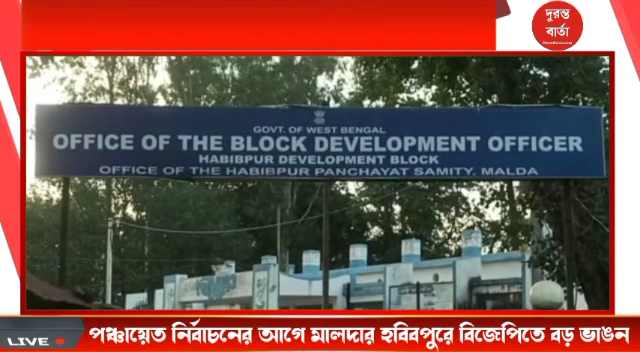 দুরন্ত
বার্তা
GOVT. OF WEST BENGAL
OFFICE OF THE BLOCK DEVELOPMENT OFFICER
HABIBPUR DEVELOPMENT BLOCK
OFFICE OF THE HABIBPUR PANCHAYAT SAMITY, MALDA
LIVE
পঞ্চায়েত নির্বাচনের আগে মালদার হবিবপুরে বিজেপিতে বড় ভাঙন